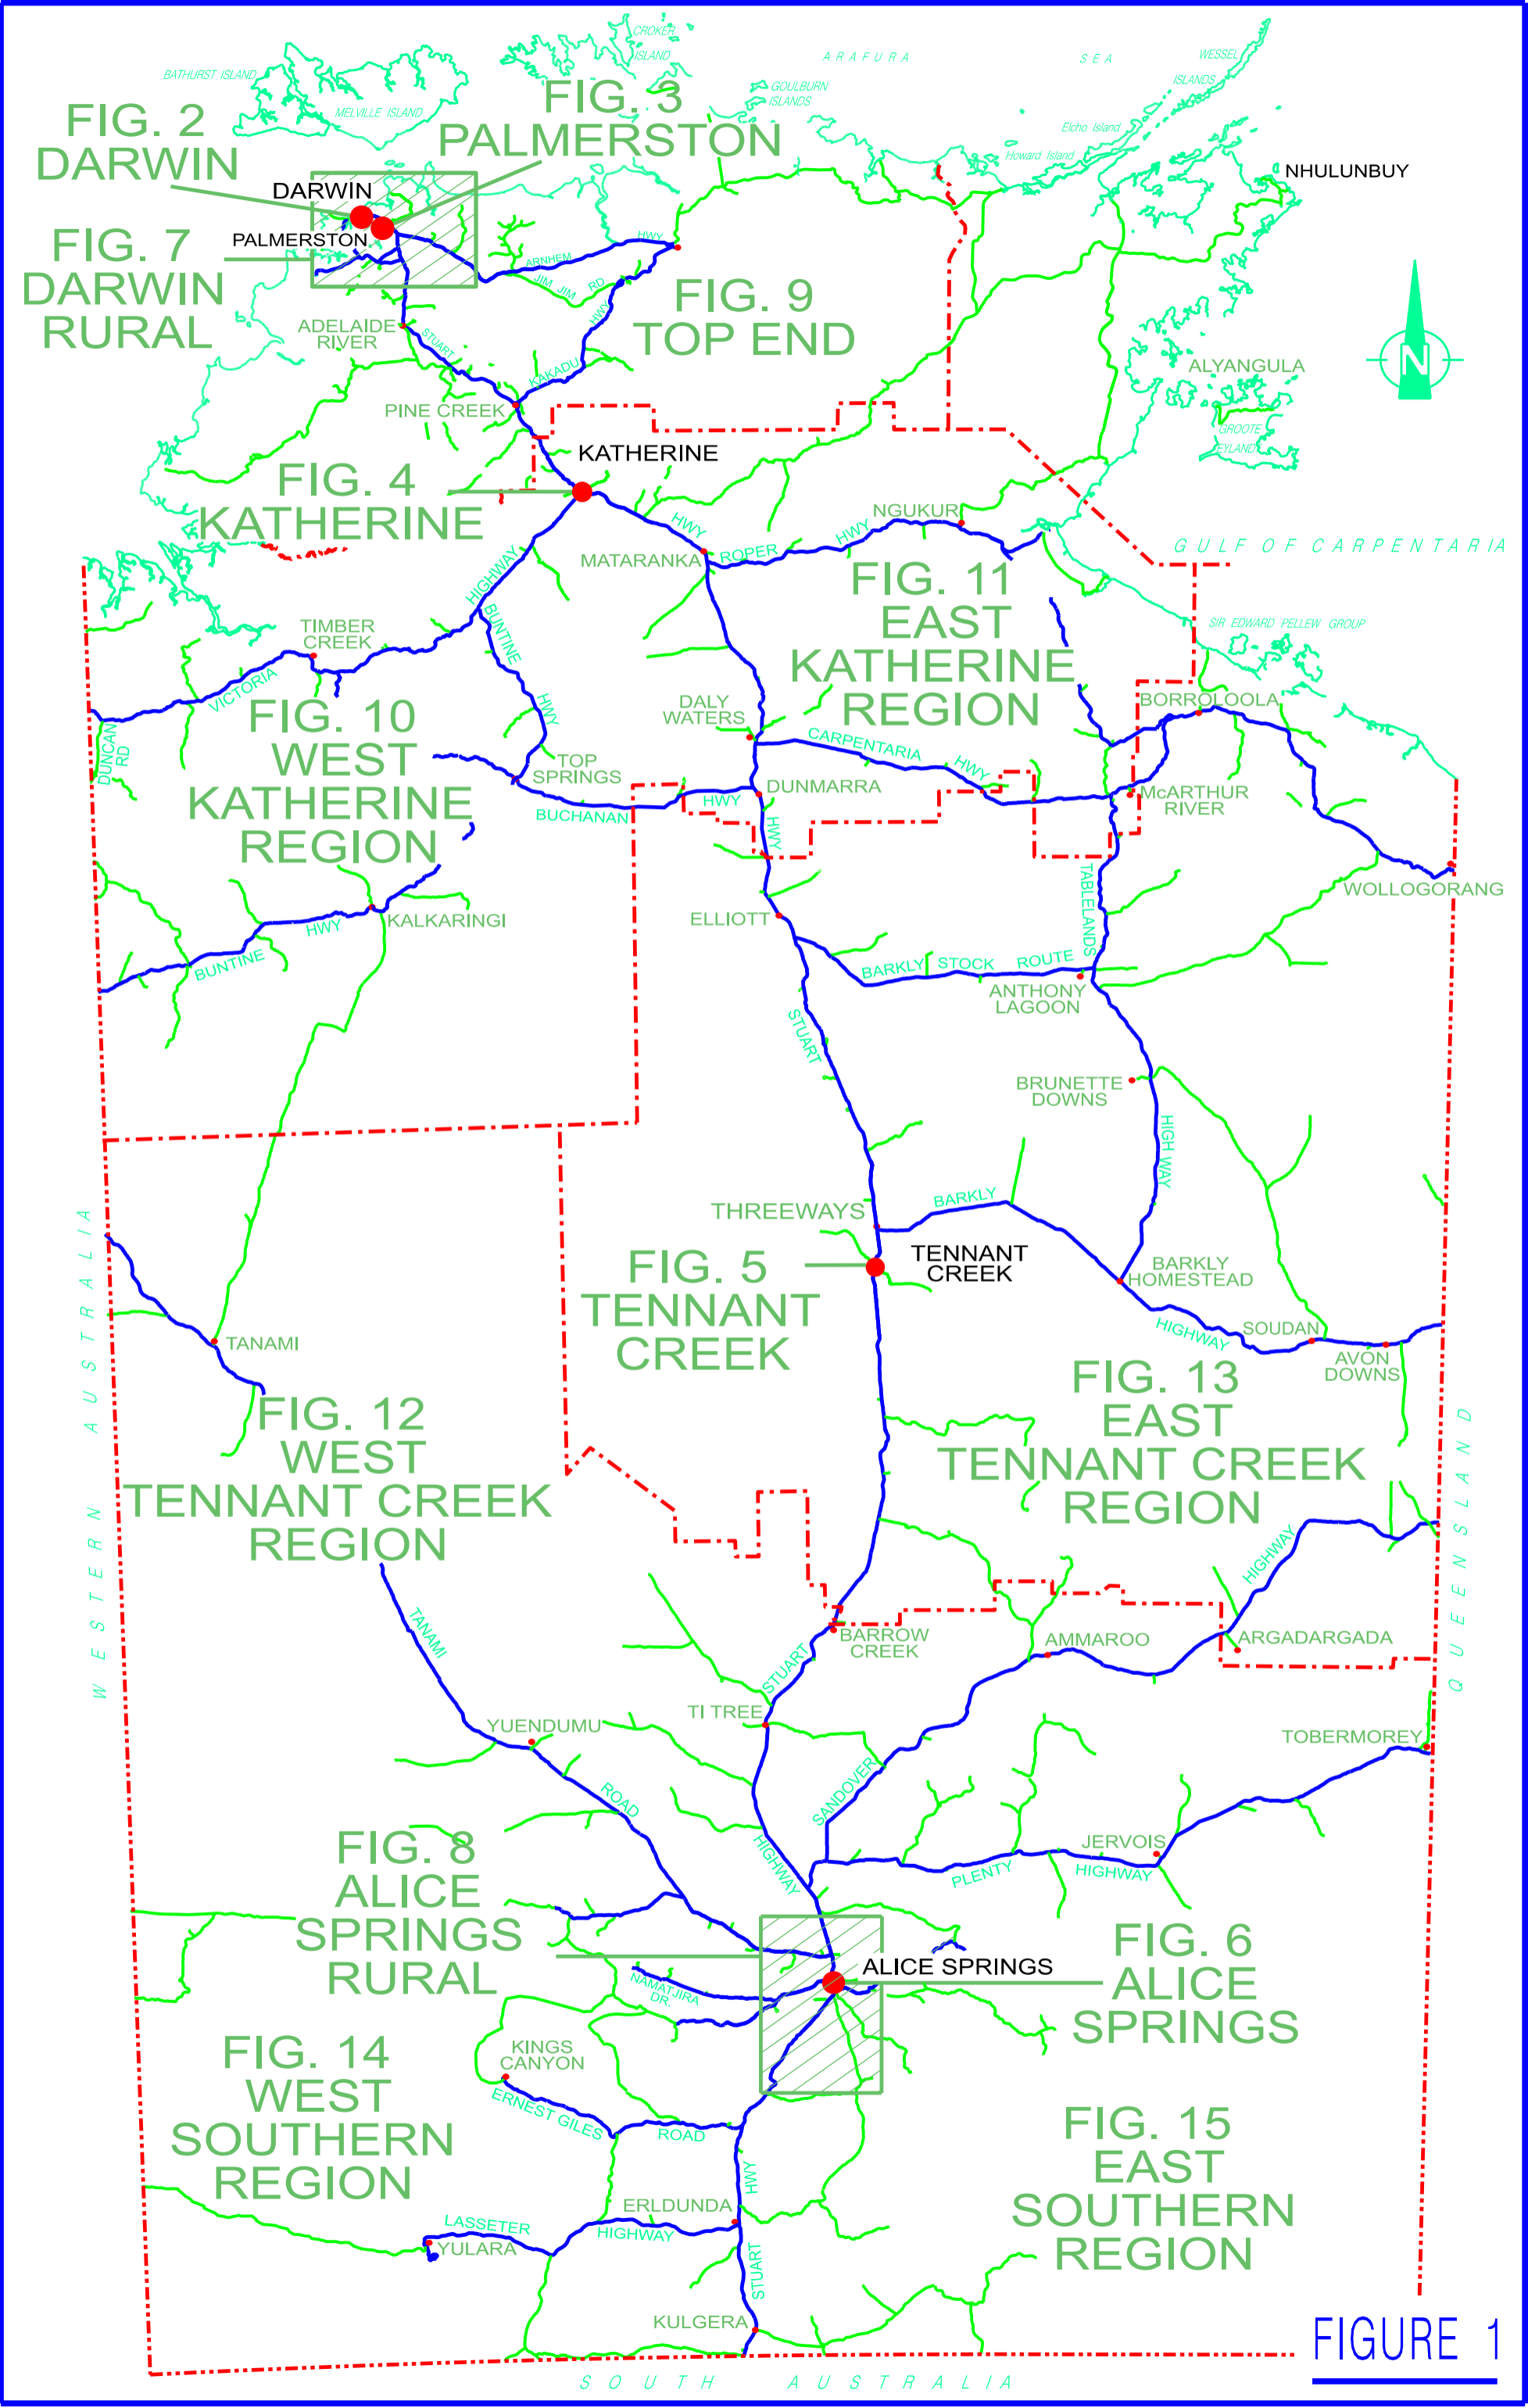 CROKER
ISLAND
ARAFURA SEA
WESSEL
ISLANDS
BATHURST ISLAND
MELVILLE ISLAND
GOULBURN
ISLANDS
Elcho Island
Howard Island
FIG. 2
DARWIN
FIG. 3
PALMERSTON
NHULUNBUY
DARWIN
PALMERSTON
FIG. 7
DARWIN
RURAL
ARNHEM
HWY
JIM JIM RD
HWY
KAKADU
FIG. 9
TOP END
ADELAIDE
RIVER
STUART
N
ALYANGULA
GROOTE
EYLANDT
PINE CREEK
KATHERINE
FIG. 4
KATHERINE
HWY
NGUKUR
MATARANKA
ROPER
HWY
GULF OF CARPENTARIA
FIG. 11
EAST
KATHERINE
REGION
HIGHWAY
BUNTINE
HWY
TIMBER
CREEK
VICTORIA
SIR EDWARD PELLEW GROUP
DUNCAN
RD
FIG. 10
WEST
KATHERINE
REGION
DALY
WATERS
BORROLOOLA
CARPENTARIA
HWY
TOP
SPRINGS
DUNMARRA
McARTHUR
RIVER
BUCHANAN
HWY
HWY
WOLLOGORANG
TABLELANDS
KALKARINGI
HWY
BUNTINE
ELLIOTT
BARKLY STOCK ROUTE
ANTHONY
LAGOON
STUART
BRUNETTE
DOWNS
HIGH WAY
THREEWAYS
BARKLY
TENNANT
CREEK
FIG. 5
TENNANT
CREEK
BARKLY
HOMESTEAD
HIGHWAY
SOUDAN
AVON
DOWNS
WESTERN AUSTRALIA
TANAMI
FIG. 12
WEST
TENNANT CREEK
REGION
FIG. 13
EAST
TENNANT CREEK
REGION
QUEENSLAND
HIGHWAY
TANAMI
BARROW
CREEK
AMMAROO
ARGADARGADA
STUART
TI TREE
YUENDUMU
TOBERMOREY
ROAD
SANDOVER
HIGHWAY
JERVOIS
PLENTY
HIGHWAY
FIG. 8
ALICE
SPRINGS
RURAL
FIG. 6
ALICE
SPRINGS
ALICE SPRINGS
NAMATJIRA
DR.
KINGS
CANYON
FIG. 14
WEST
SOUTHERN
REGION
ERNEST GILES
ROAD
FIG. 15
EAST
SOUTHERN
REGION
HWY
ERLDUNDA
LASSETER
HIGHWAY
YULARA
STUART
KULGERA
FIGURE 1
SOUTH AUSTRALIA